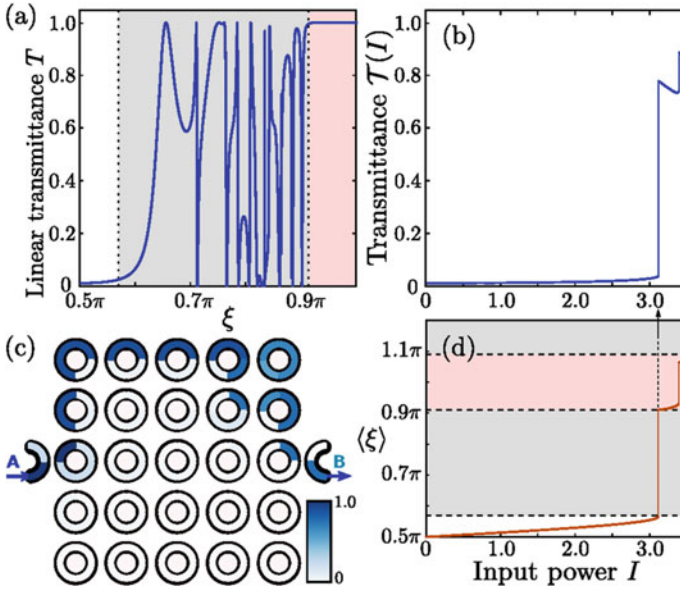 (a)
Linear transmittance T
1.0
0.8
0.6
0.4
0.2
0
0.5π
0.7π
0.9π
ξ
(b)
Transmittance 𝒯(I)
1.0
0.8
0.6
0.4
0.2
0
0
1.0
2.0
3.0
(c)
A
B
1.0
0
(d)
⟨ξ⟩
1.1π
0.9π
0.7π
0.5π
0
1.0
2.0
3.0
Input power I